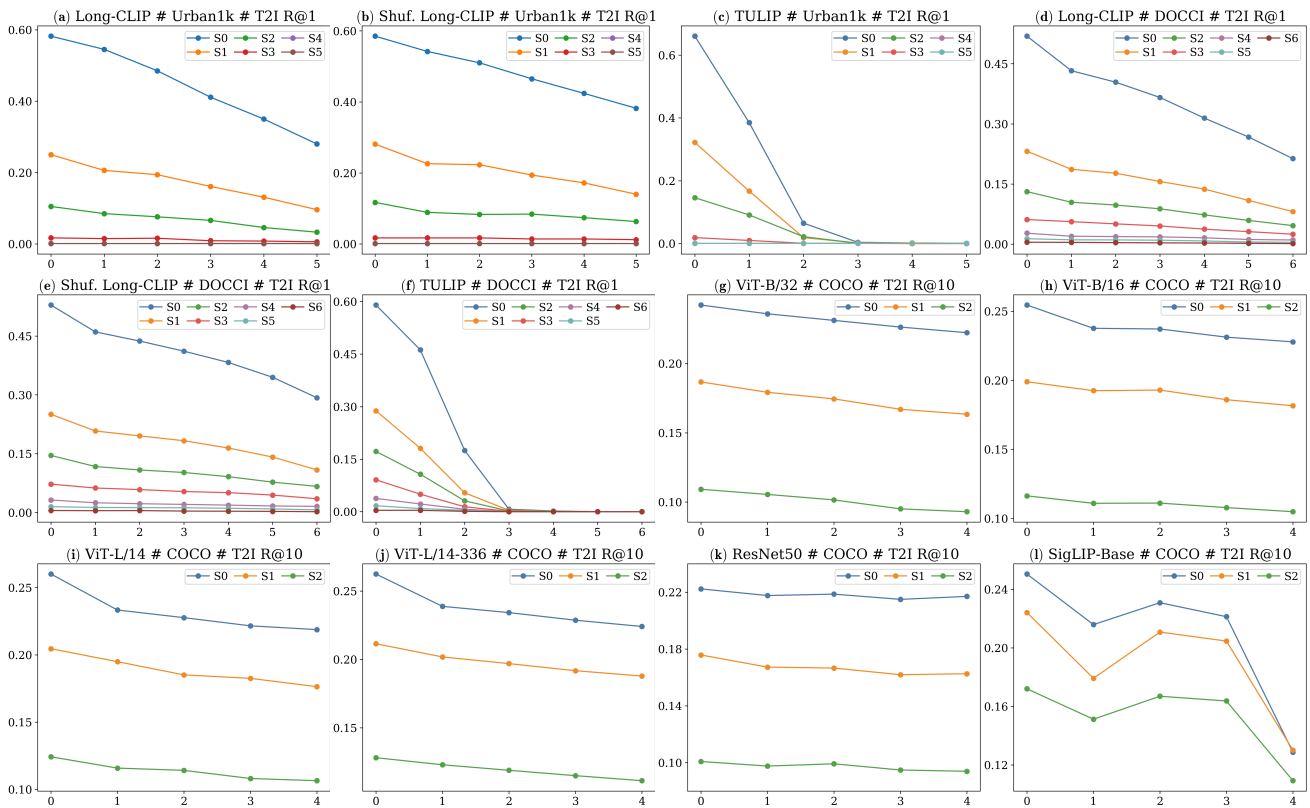 (a) Long-CLIP # Urban1k # T2I R@1
0.60
0.40
0.20
0.00
S0 S2 S4
S1 S3 S5
0 1 2 3 4 5
(b) Shuf. Long-CLIP # Urban1k # T2I R@1
0.60
0.40
0.20
0.00
S0 S2 S4
S1 S3 S5
0 1 2 3 4 5
(c) TULIP # Urban1k # T2I R@1
0.6
0.4
0.2
0.0
S0 S2 S4
S1 S3 S5
0 1 2 3 4 5
(d) Long-CLIP # DOCCI # T2I R@1
0.45
0.30
0.15
0.00
S0 S2 S4 S6
S1 S3 S5
0 1 2 3 4 5 6
(e) Shuf. Long-CLIP # DOCCI # T2I R@1
0.45
0.30
0.15
0.00
S0 S2 S4 S6
S1 S3 S5
0 1 2 3 4 5 6
(f) TULIP # DOCCI # T2I R@1
0.60
0.45
0.30
0.15
0.00
S0 S2 S4 S6
S1 S3 S5
0 1 2 3 4 5 6
(g) ViT-B/32 # COCO # T2I R@10
0.20
0.15
0.10
S0 S1 S2
0 1 2 3 4
(h) ViT-B/16 # COCO # T2I R@10
0.25
0.20
0.15
0.10
S0 S1 S2
0 1 2 3 4
(i) ViT-L/14 # COCO # T2I R@10
0.25
0.20
0.15
0.10
S0 S1 S2
0 1 2 3 4
(j) ViT-L/14-336 # COCO # T2I R@10
0.25
0.20
0.15
S0 S1 S2
0 1 2 3 4
(k) ResNet50 # COCO # T2I R@10
0.22
0.18
0.14
0.10
S0 S1 S2
0 1 2 3 4
(l) SigLIP-Base # COCO # T2I R@10
0.24
0.20
0.16
0.12
S0 S1 S2
0 1 2 3 4